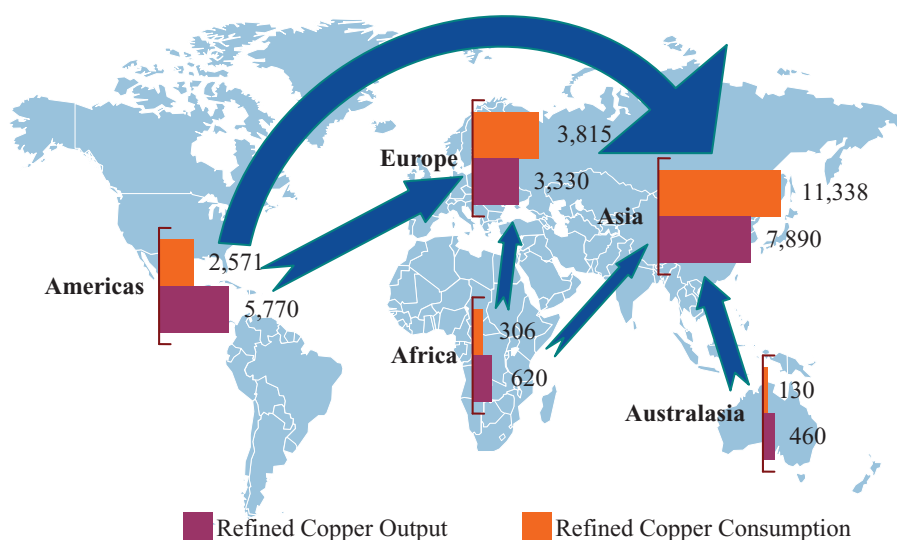 Europe
3,815
3,330
Asia
11,338
7,890
Americas
2,571
5,770
Africa
306
620
Australasia
130
460
Refined Copper Output
Refined Copper Consumption